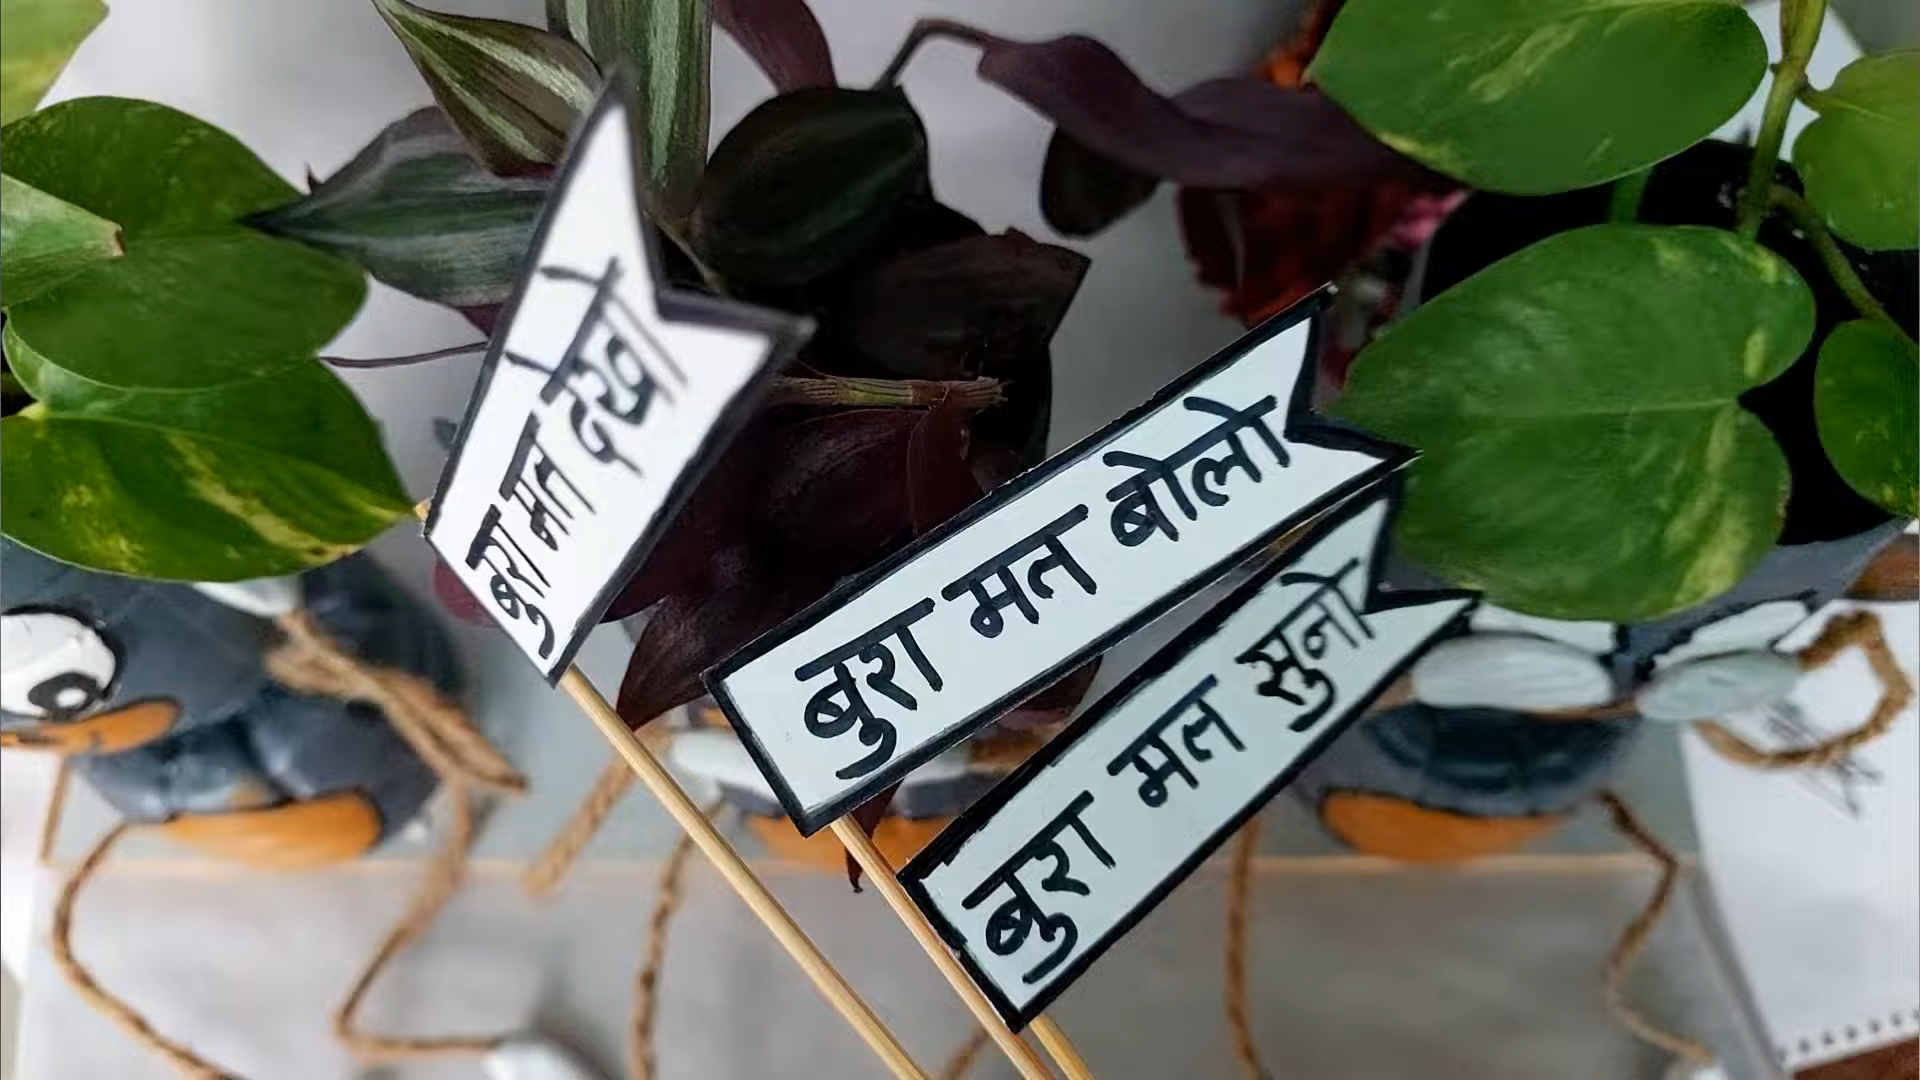 बुरा मत देखो
बुरा मत बोलो
बुरा मत सुनो